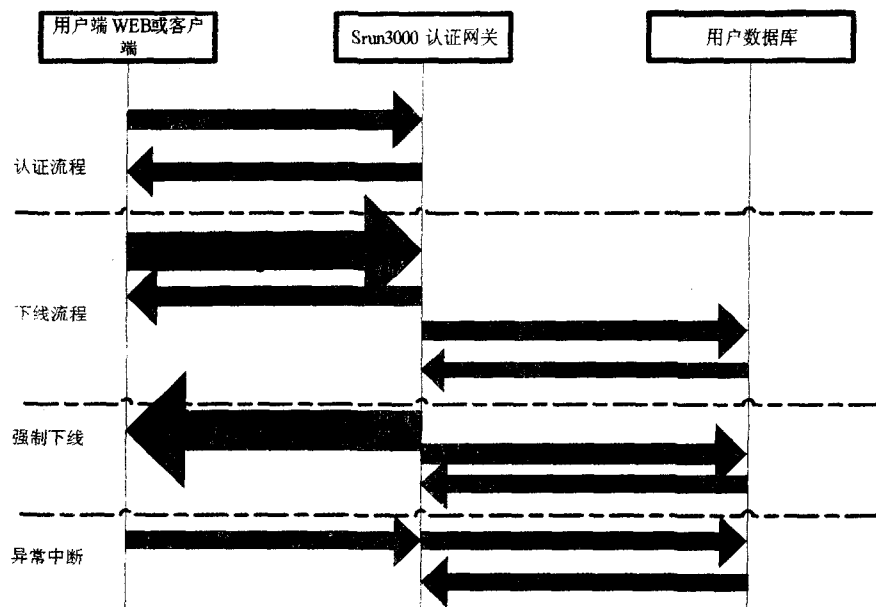 用户端 WEB或客户
端
Srun3000 认证网关
用户数据库
认证流程
下线流程
强制下线
异常中断